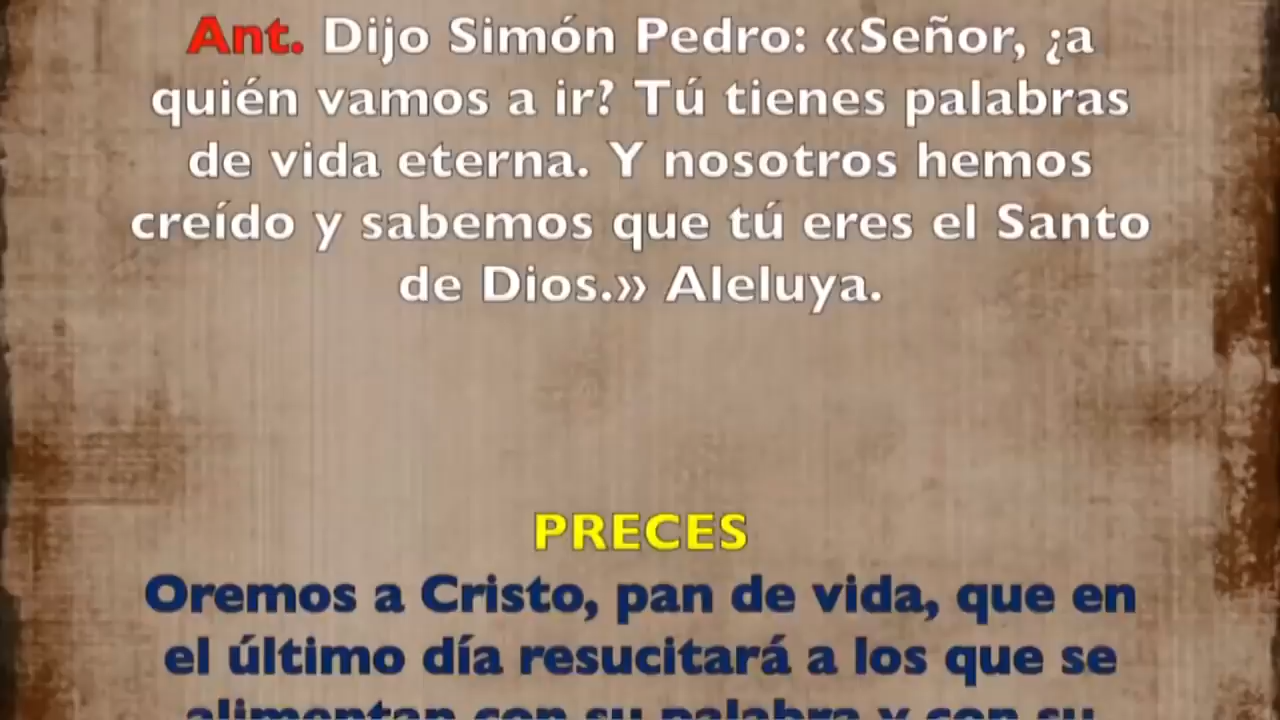 Ant. Dijo Simón Pedro: «Señor, ¿a
quién vamos a ir? Tú tienes palabras
de vida eterna. Y nosotros hemos
creído y sabemos que tú eres el Santo
de Dios.» Aleluya.
PRECES
Oremos a Cristo, pan de vida, que en
el último día resucitará a los que se
alimentan con su palabra y con su